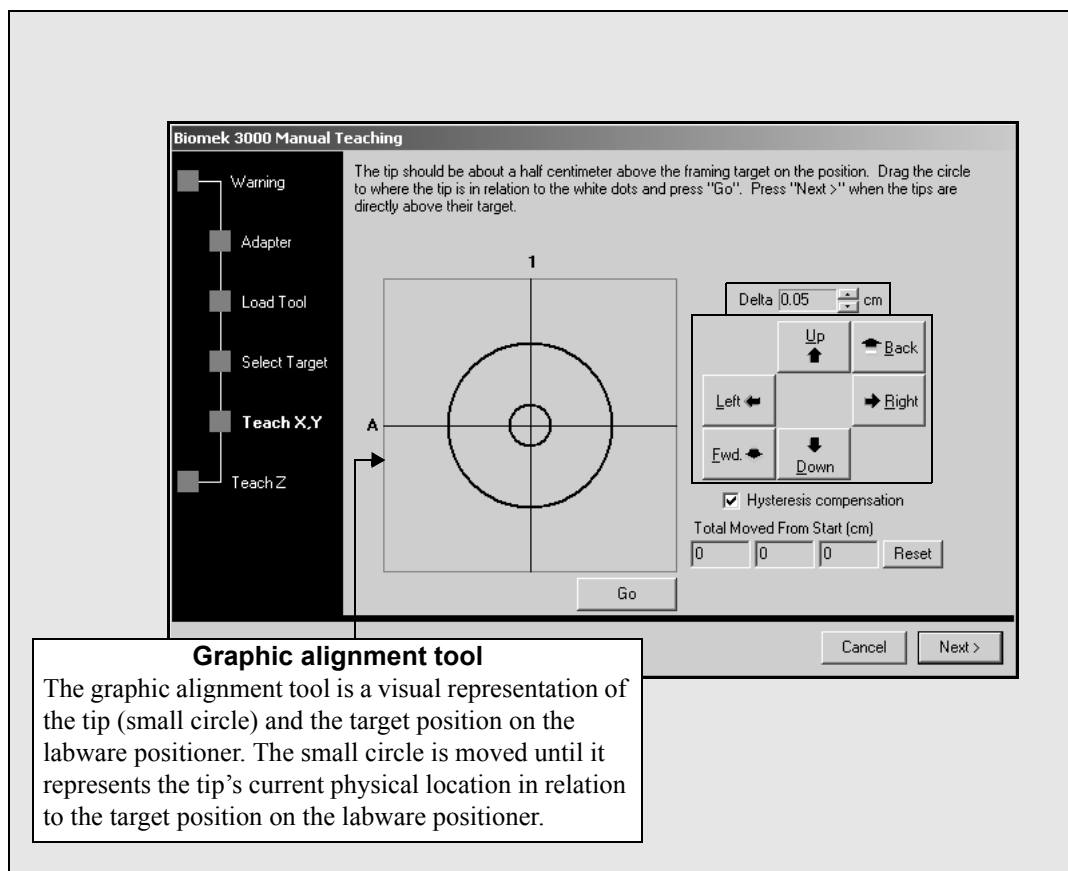 Biomek 3000 Manual Teaching
Warning
Adapter
Load Tool
Select Target
Teach X,Y
Teach Z
The tip should be about a half centimeter above the framing target on the position. Drag the circle
to where the tip is in relation to the white dots and press "Go". Press "Next >" when the tips are
directly above their target.
1
A
Go
Delta 0.05 cm
Up
Back
Left
Right
Fwd.
Down
Hysteresis compensation
Total Moved From Start (cm)
0 0 0 Reset
Cancel Next >
Graphic alignment tool
The graphic alignment tool is a visual representation of
the tip (small circle) and the target position on the
labware positioner. The small circle is moved until it
represents the tip’s current physical location in relation
to the target position on the labware positioner.